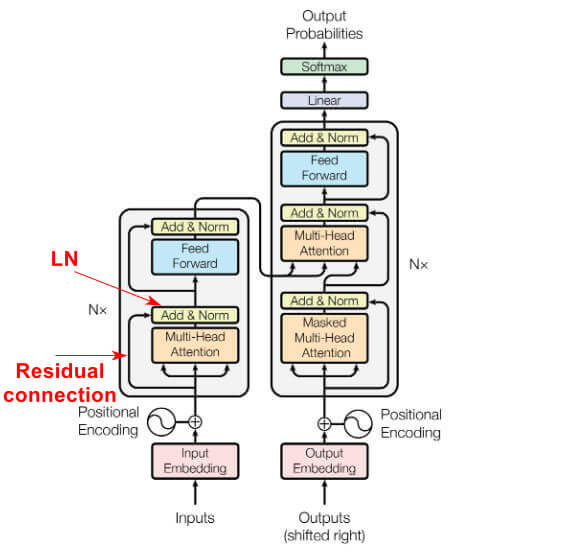 Output
Probabilities
Softmax
Linear
Add & Norm
Feed
Forward
Add & Norm
Multi-Head
Attention
Add & Norm
Masked
Multi-Head
Attention
N×
Add & Norm
Feed
Forward
LN
N×
Add & Norm
Multi-Head
Attention
Residual
connection
Positional
Encoding
Positional
Encoding
Input
Embedding
Output
Embedding
Inputs
Outputs
(shifted right)